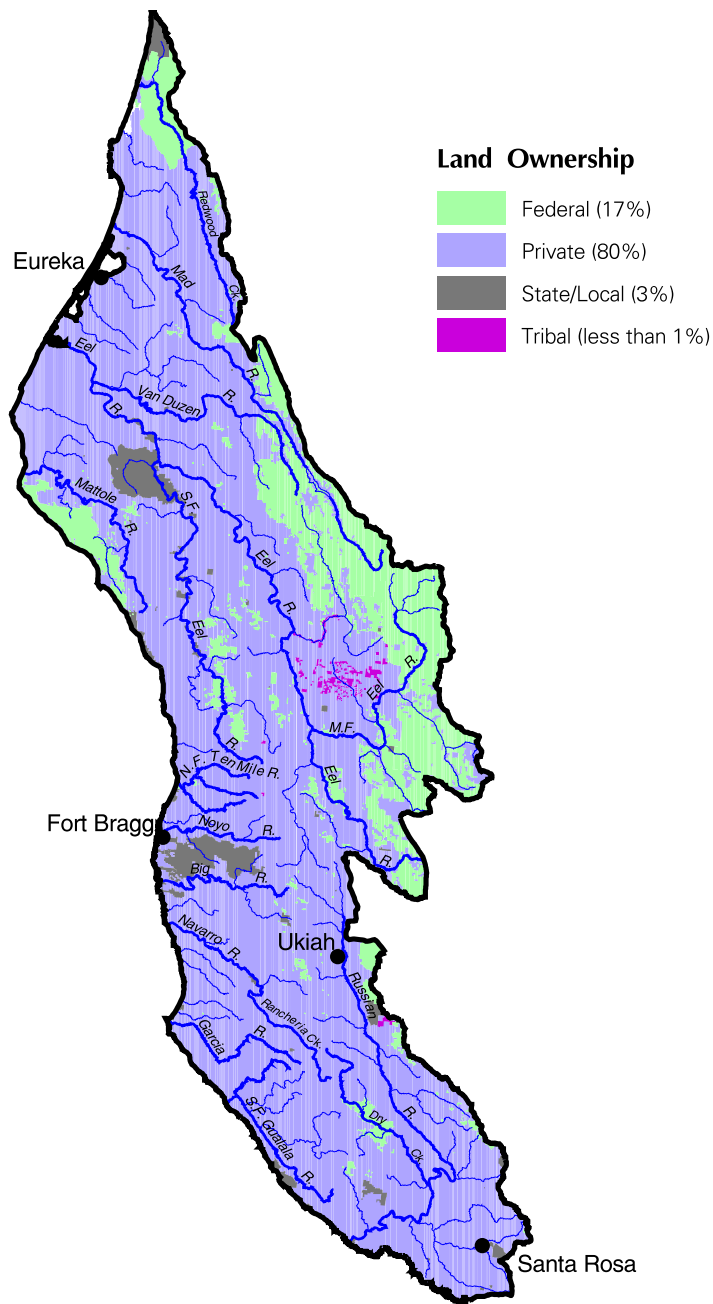 Land Ownership
Federal (17%)
Private (80%)
State/Local (3%)
Tribal (less than 1%)
Redwood
Ck.
Eureka
Mad
R.
Eel
R.
Van Duzen
R.
Mattole
R.
S.F.
Eel
R.
Eel
R.
Eel
R.
M.F.
Eel
R.
N.F. Ten Mile R.
Fort Bragg
Noyo
R.
Big
R.
Ukiah
Navarro
R.
Russian
R.
Rancheria Ck.
Garcia
R.
Dry
Ck.
S.F. Gualala
R.
Santa Rosa